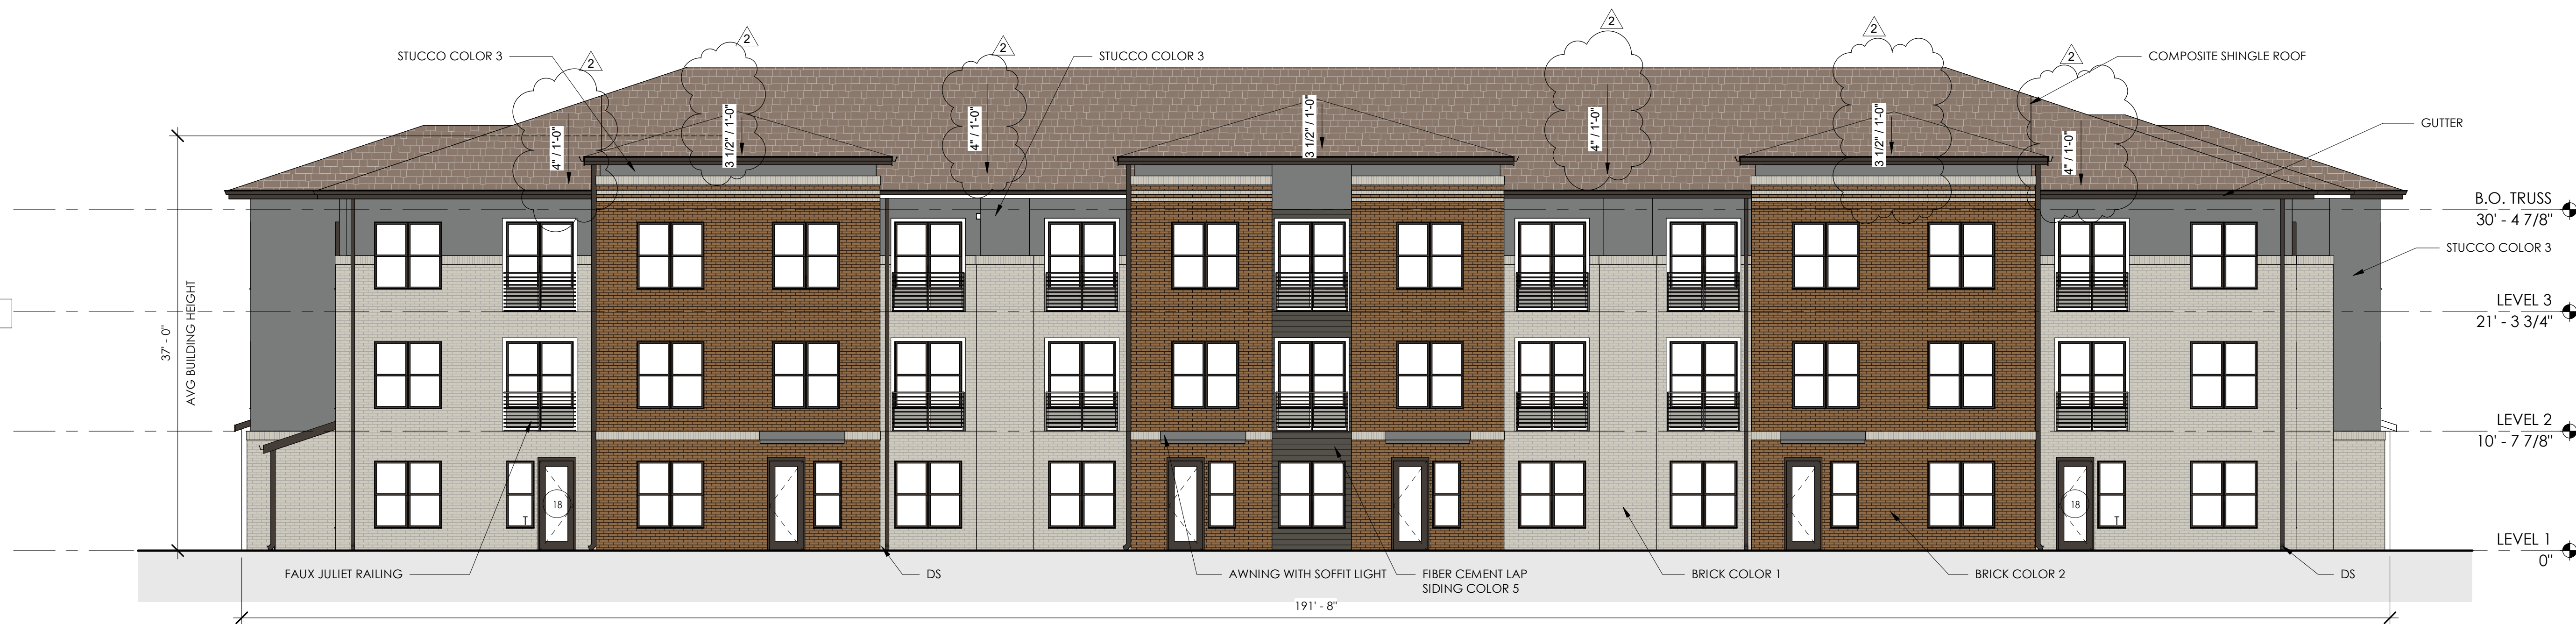 2
2
2
2
2
2
STUCCO COLOR 3
STUCCO COLOR 3
COMPOSITE SHINGLE ROOF
GUTTER
4" / 1'-0"
3 1/2" / 1'-0"
4" / 1'-0"
3 1/2" / 1'-0"
4" / 1'-0"
3 1/2" / 1'-0"
4" / 1'-0"
B.O. TRUSS
30' - 4 7/8"
STUCCO COLOR 3
LEVEL 3
21' - 3 3/4"
37' - 0"
AVG BUILDING HEIGHT
LEVEL 2
10' - 7 7/8"
T
18
18
T
LEVEL 1
0"
FAUX JULIET RAILING
DS
AWNING WITH SOFFIT LIGHT
FIBER CEMENT LAP
SIDING COLOR 5
BRICK COLOR 1
BRICK COLOR 2
DS
191' - 8"